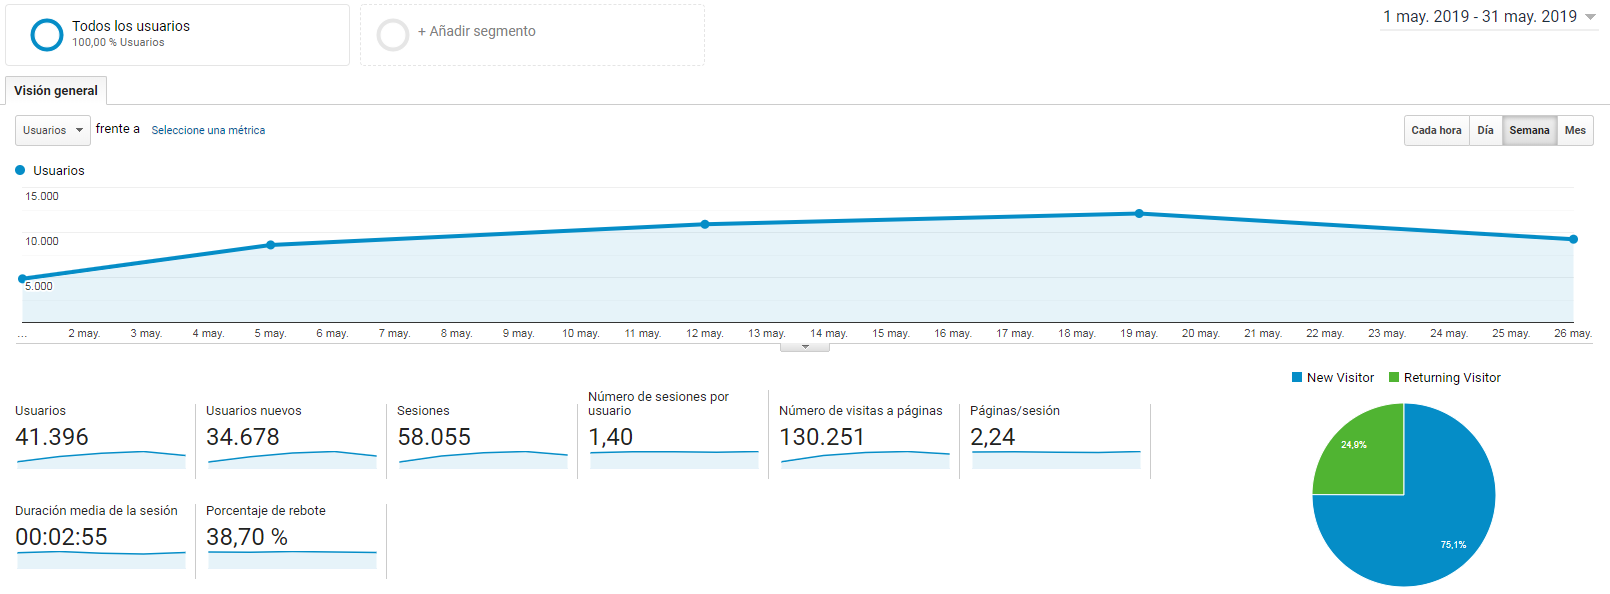 Todos los usuarios
100,00 % Usuarios
+ Añadir segmento
1 may. 2019 - 31 may. 2019
Visión general
Usuarios frente a Seleccione una métrica
Cada hora Día Semana Mes
Usuarios
15.000
10.000
5.000
... 2 may. 3 may. 4 may. 5 may. 6 may. 7 may. 8 may. 9 may. 10 may. 11 may. 12 may. 13 may. 14 may. 15 may. 16 may. 17 may. 18 may. 19 may. 20 may. 21 may. 22 may. 23 may. 24 may. 25 may. 26 may.
Usuarios
41.396
Usuarios nuevos
34.678
Sesiones
58.055
Número de sesiones por
usuario
1,40
Número de visitas a páginas
130.251
Páginas/sesión
2,24
Duración media de la sesión
00:02:55
Porcentaje de rebote
38,70 %
New Visitor Returning Visitor
24,9%
75,1%